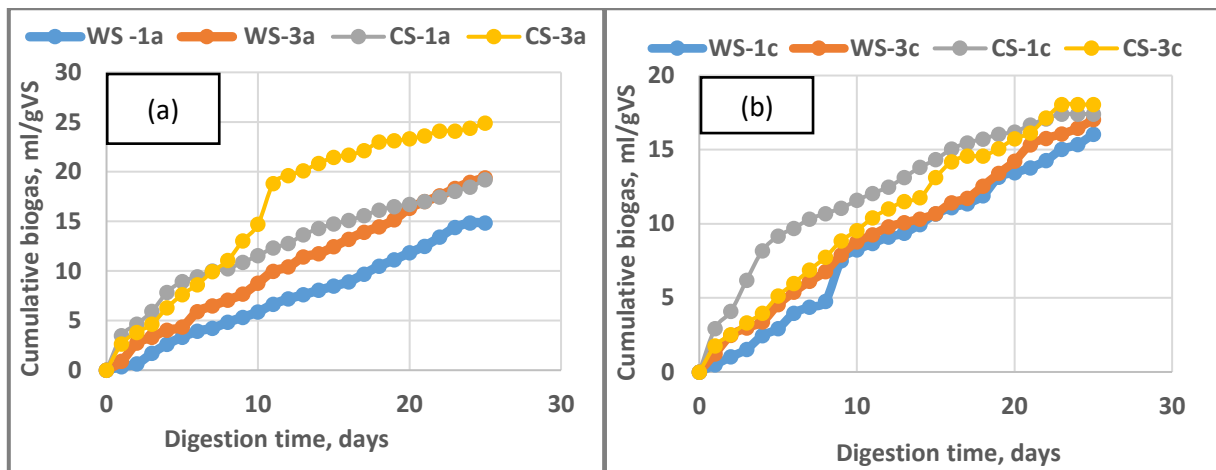 WS -1a WS-3a CS-1a CS-3a
30
25
20
15
10
5
0
(a)
Cumulative biogas, ml/gVS
0 10 20 30
Digestion time, days
WS-1c WS-3c CS-1c CS-3c
20
15
10
5
0
(b)
Cumulative biogas, ml/gVS
0 10 20 30
Digestion time, days